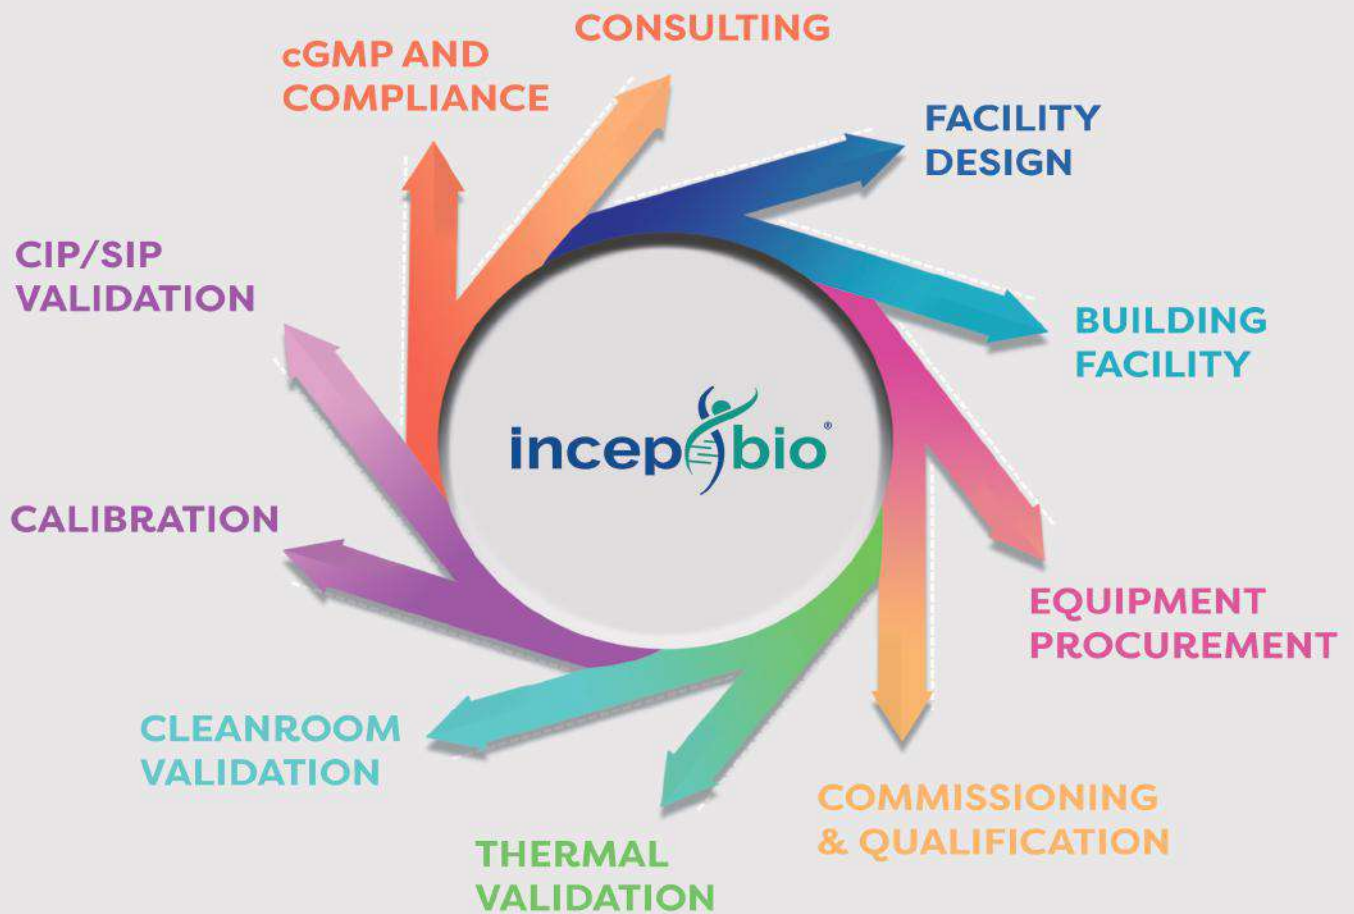 CONSULTING
cGMP AND
COMPLIANCE
FACILITY
DESIGN
CIP/SIP
VALIDATION
BUILDING
FACILITY
incepbio®
CALIBRATION
EQUIPMENT
PROCUREMENT
CLEANROOM
VALIDATION
COMMISSIONING
& QUALIFICATION
THERMAL
VALIDATION